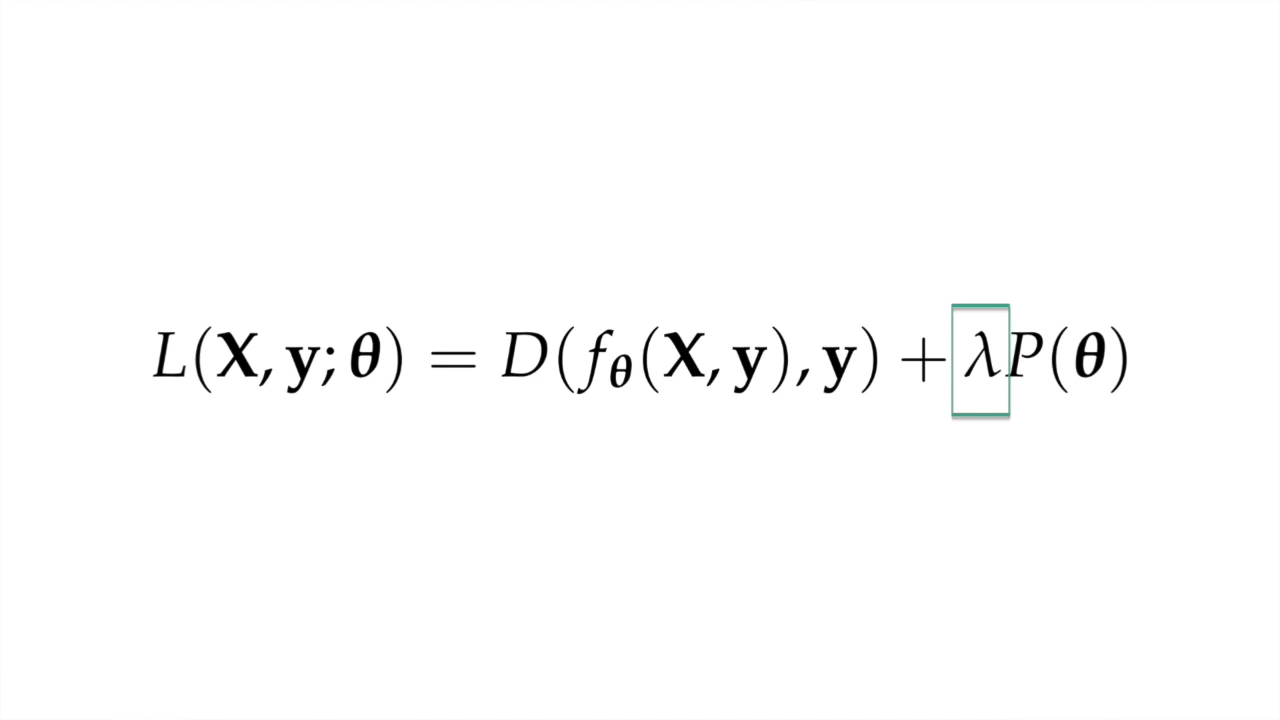 L(𝐗, 𝐲; 𝜽) = D(f_𝜽(𝐗, 𝐲), 𝐲) + λP(𝜽)